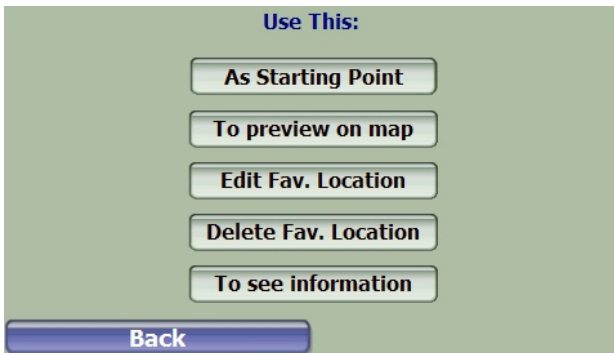 Use This:
As Starting Point
To preview on map
Edit Fav. Location
Delete Fav. Location
To see information
Back